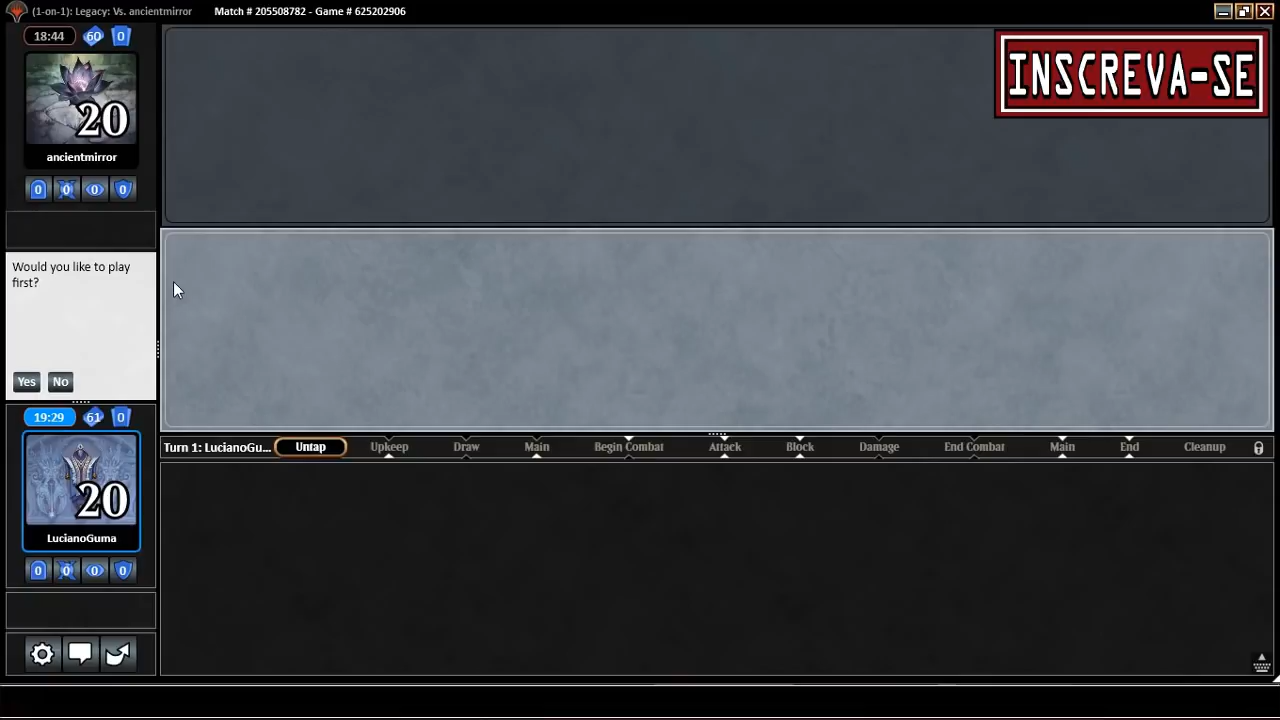 (1-on-1): Legacy: Vs. ancientmirror
Match # 205508782 - Game # 625202906
18:44
60
0
20
ancientmirror
0
0
0
0
INSCREVA-SE
Would you like to play
first?
Yes
No
19:29
61
0
20
LucianoGuma
0
0
0
0
Turn 1: LucianoGu...
Untap
Upkeep
Draw
Main
Begin Combat
Attack
Block
Damage
End Combat
Main
End
Cleanup